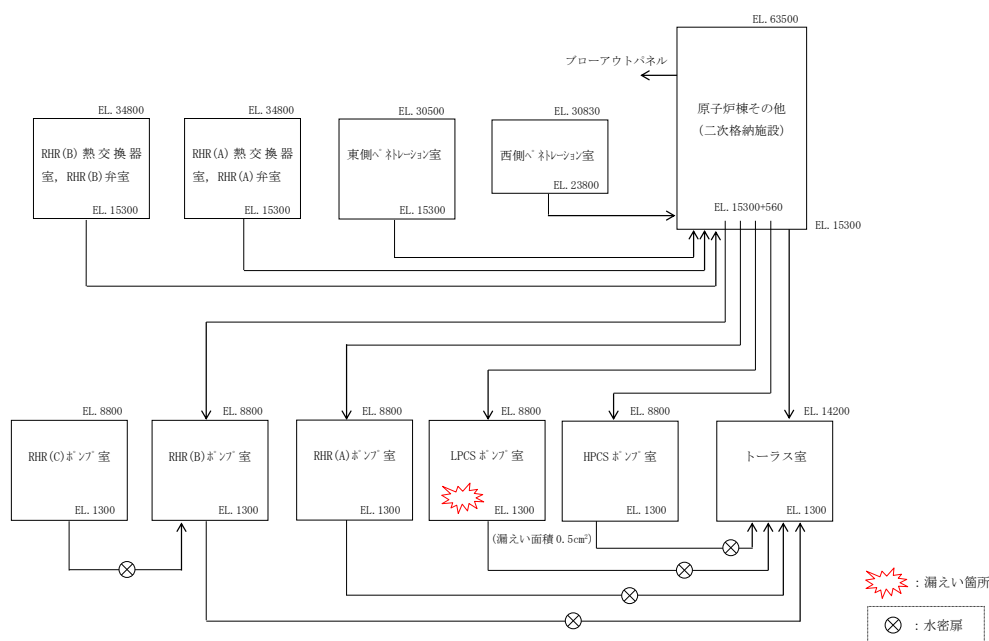 EL. 63500
ブローアウトパネル
原子炉棟その他
(二次格納施設)
EL. 15300+560
EL. 15300
EL. 34800
RHR(B) 熱交換器
室, RHR(B)弁室
EL. 15300
EL. 34800
RHR(A) 熱交換器
室, RHR(A)弁室
EL. 15300
EL. 30500
東側ペネトレーション室
EL. 15300
EL. 30830
西側ペネトレーション室
EL. 23800
EL. 8800
RHR(C)ポンプ室
EL. 1300
EL. 8800
RHR(B)ポンプ室
EL. 1300
EL. 8800
RHR(A)ポンプ室
EL. 1300
EL. 8800
LPCSポンプ室
EL. 1300
(漏えい面積0.5cm²)
EL. 8800
HPCSポンプ室
EL. 1300
EL. 14200
トーラス室
EL. 1300
：漏えい箇所
：水密扉